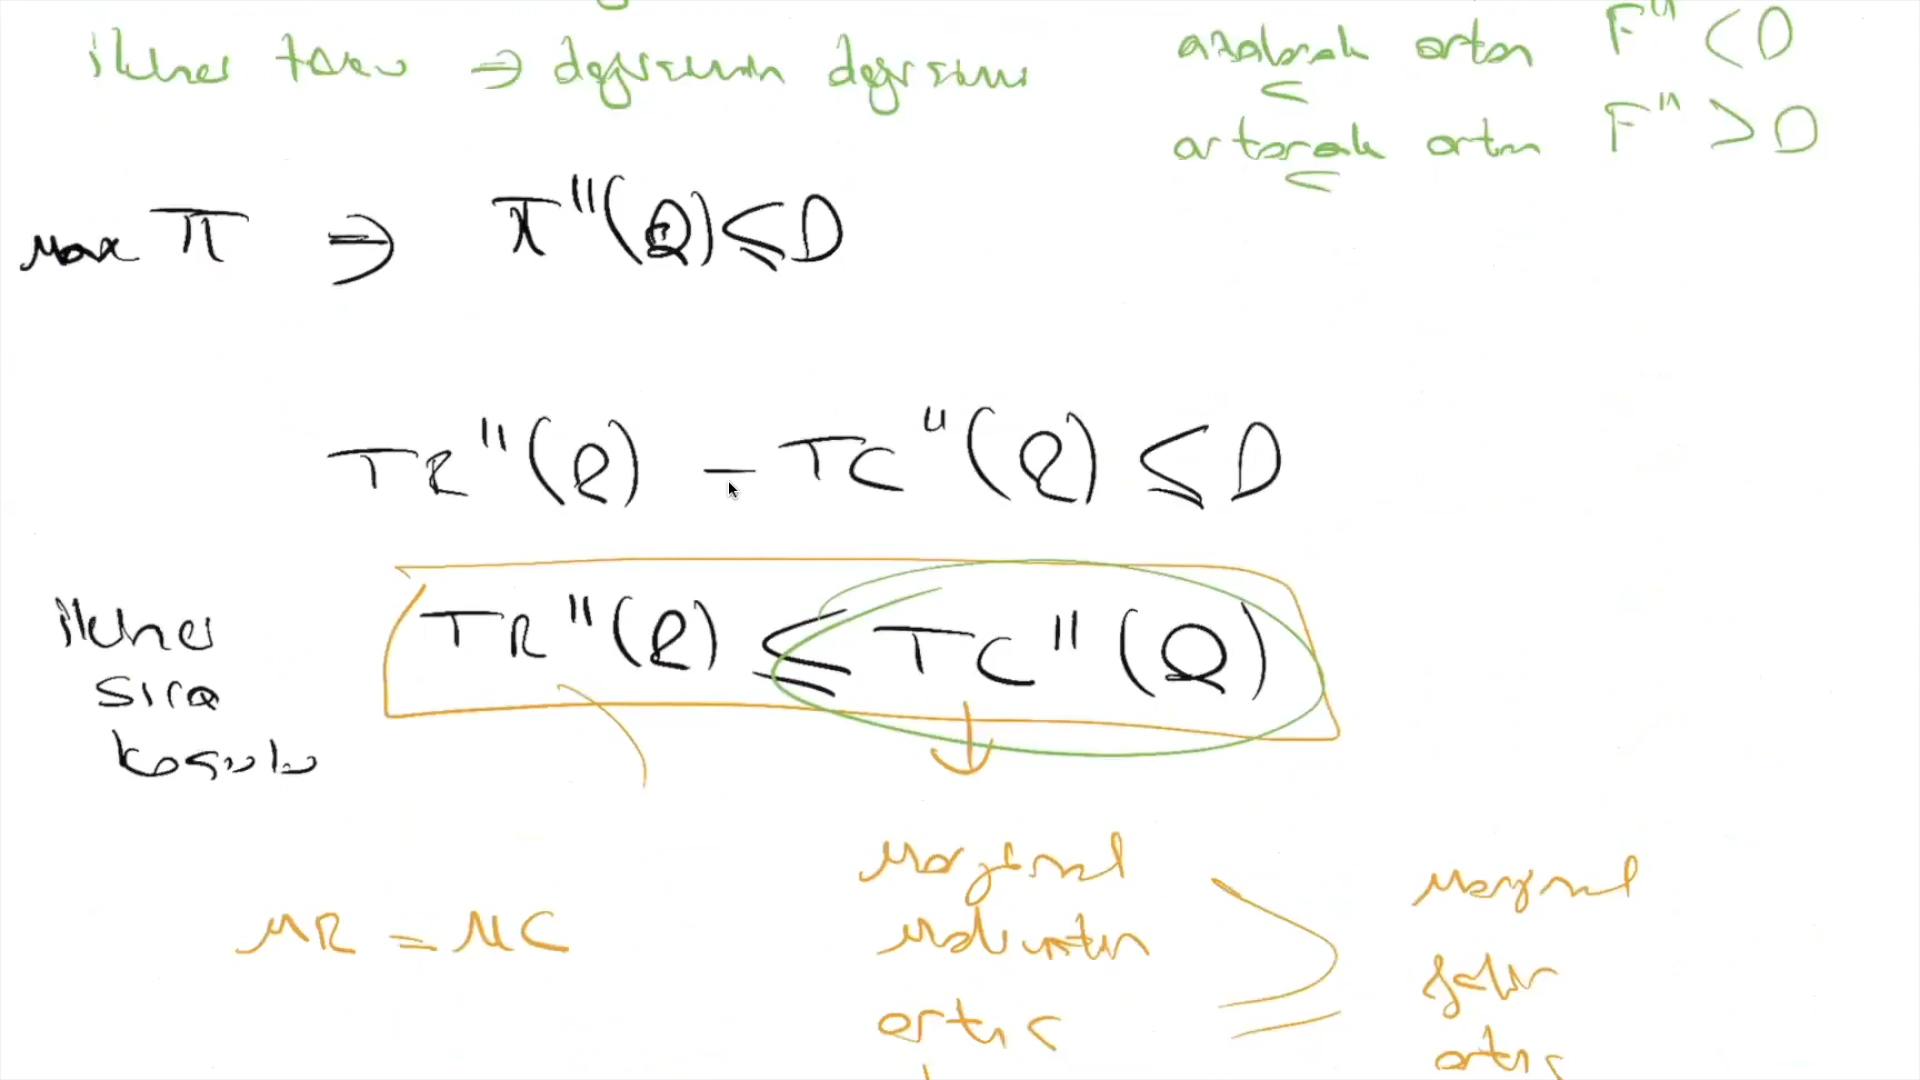 ikinci türev ⇒ değişimin değişimi
azalarak artan F" < 0
artarak artan F" > 0
max π ⇒ π"(Q) ≤ 0
TR"(Q) - TC"(Q) ≤ 0
ikinci
sıra
koşulu
TR"(Q) ≤ TC"(Q)
MR = MC
marjinal
maliyetin
artış
≥
marjinal
gelir
artış